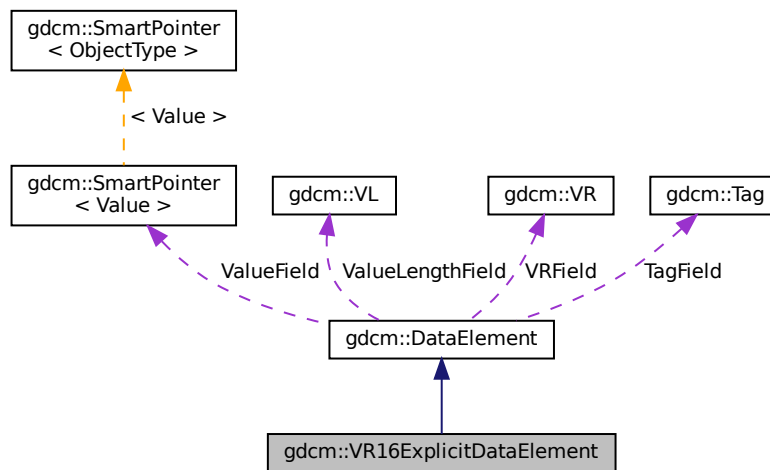 gdcm::SmartPointer
< ObjectType >
< Value >
gdcm::SmartPointer
< Value >
gdcm::VL
gdcm::VR
gdcm::Tag
ValueField
ValueLengthField
VRField
TagField
gdcm::DataElement
gdcm::VR16ExplicitDataElement